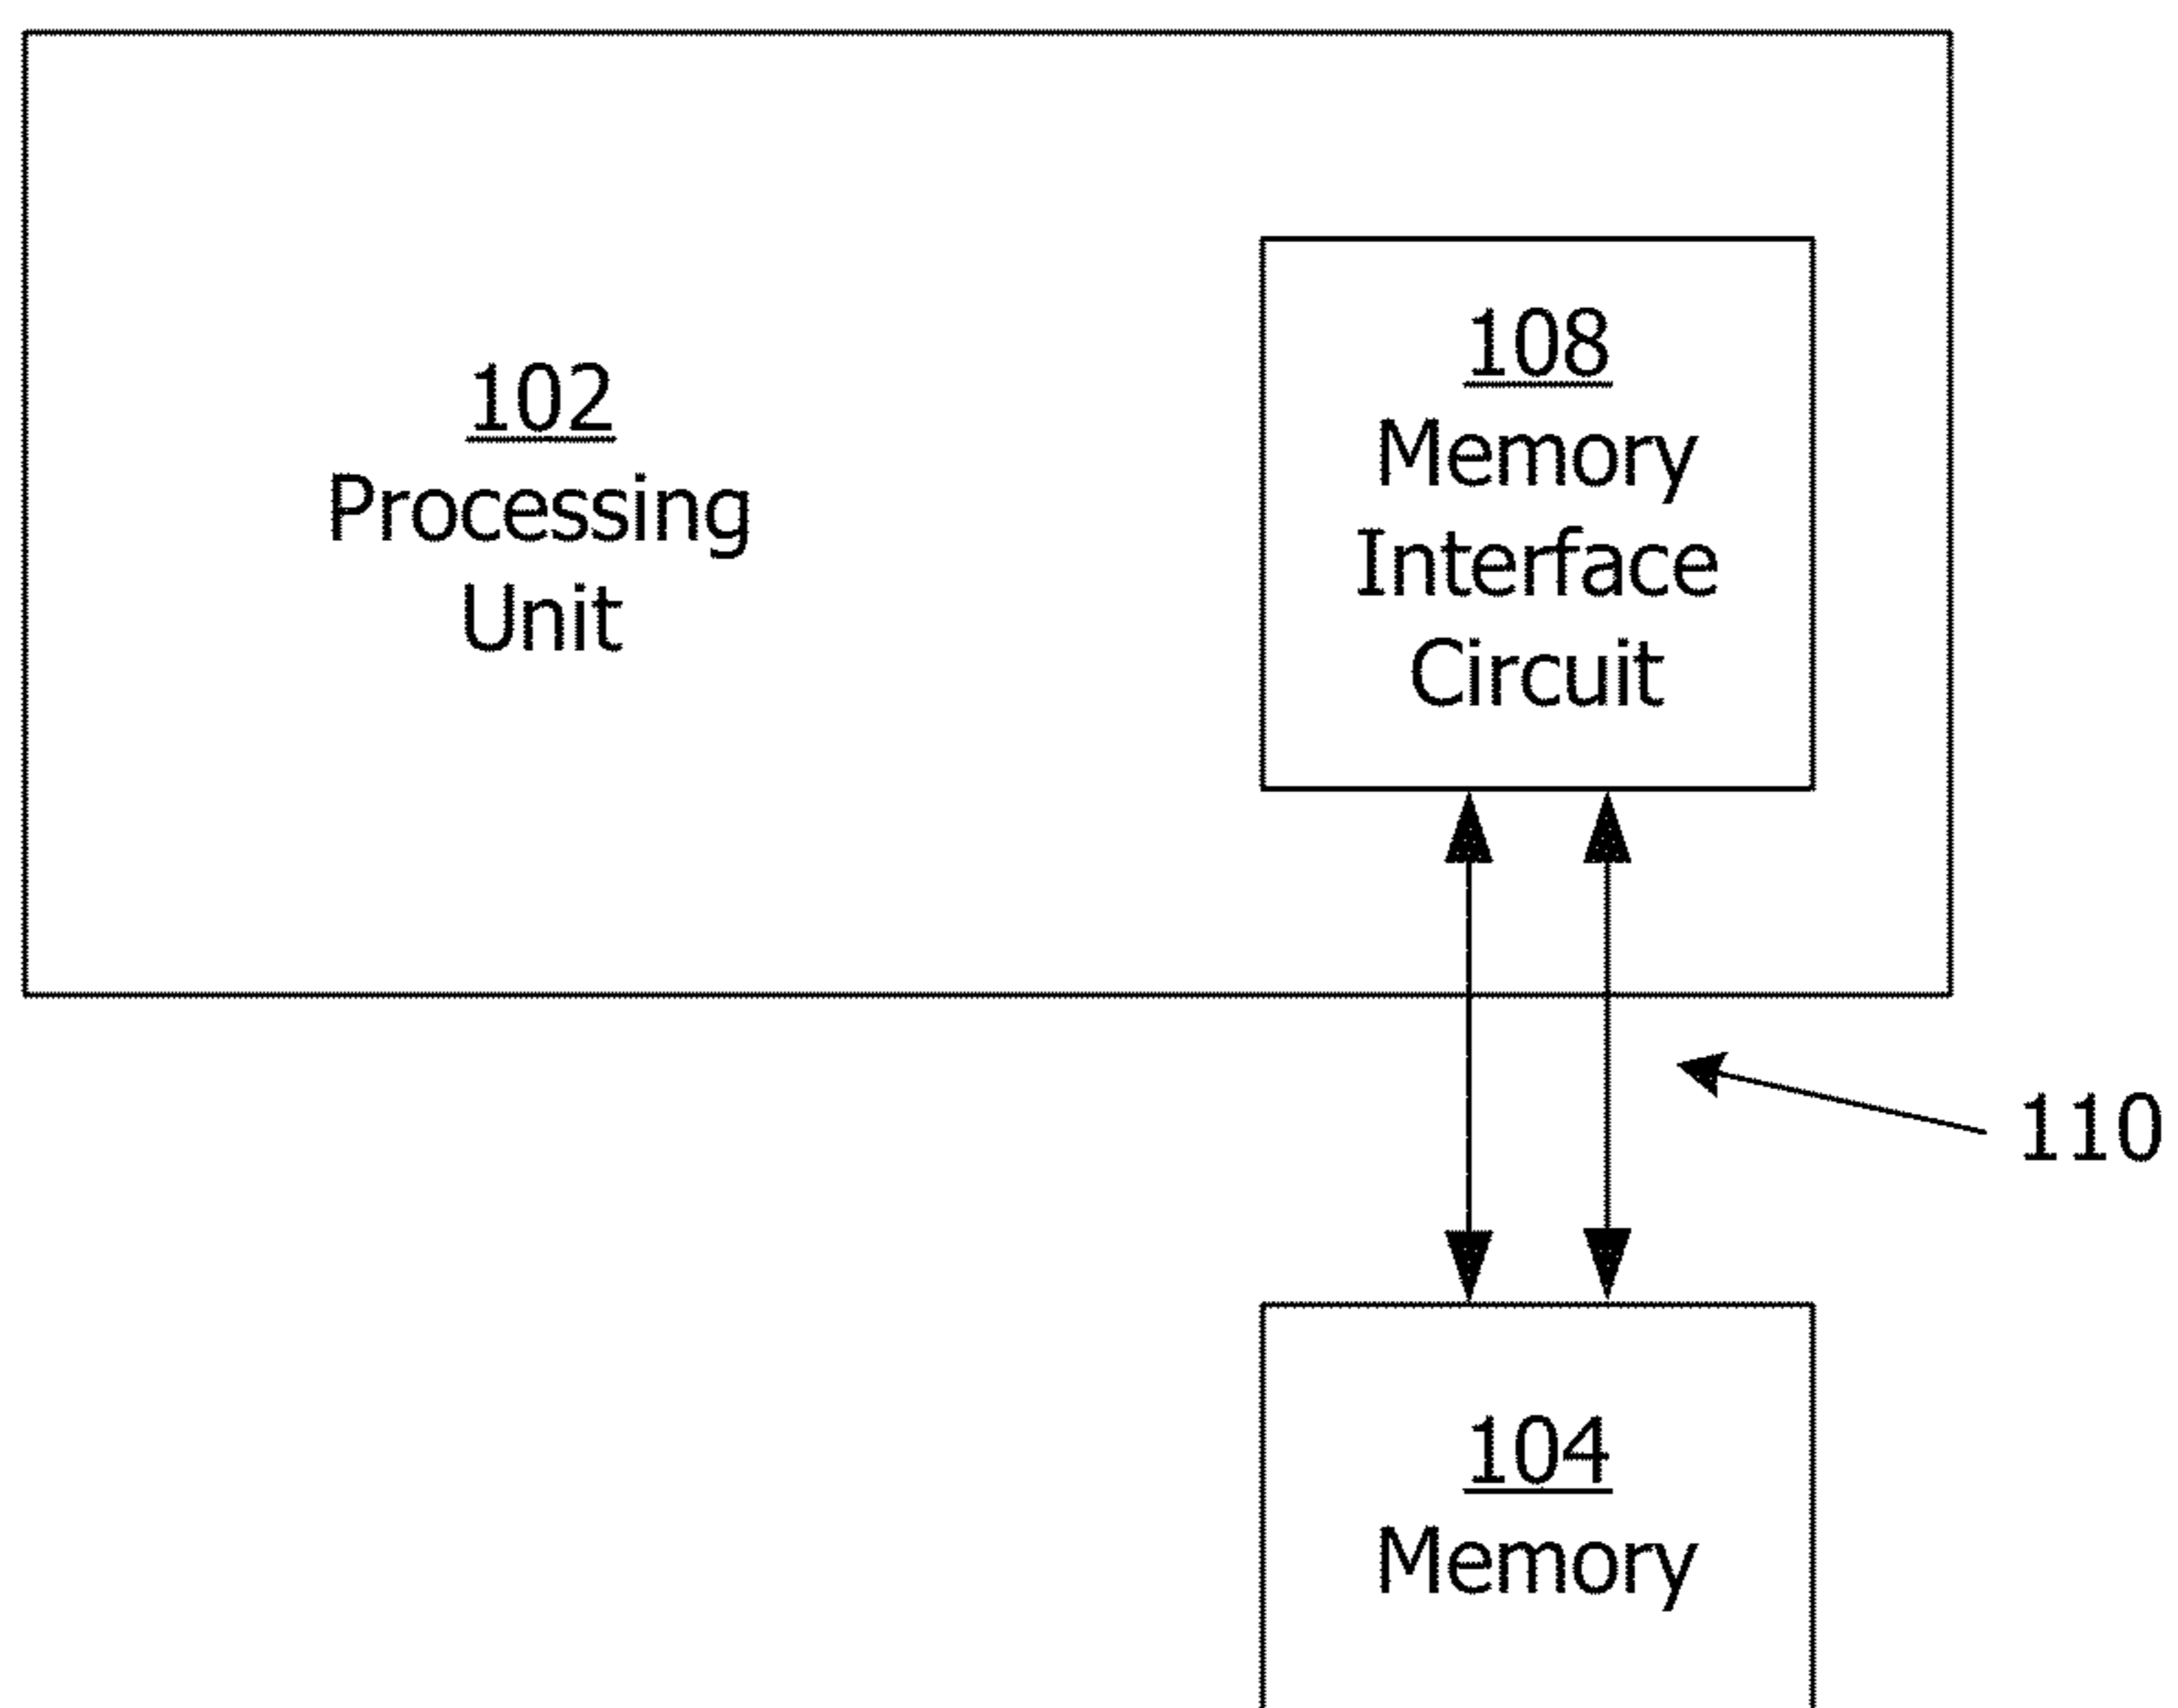 102
Processing
Unit
108
Memory
Interface
Circuit
110
104
Memory